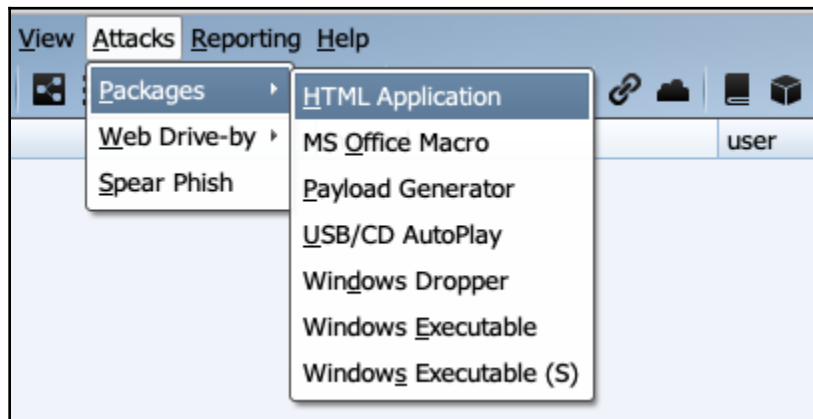 View Attacks Reporting Help
Packages
HTML Application
Web Drive-by
MS Office Macro
user
Spear Phish
Payload Generator
USB/CD AutoPlay
Windows Dropper
Windows Executable
Windows Executable (S)